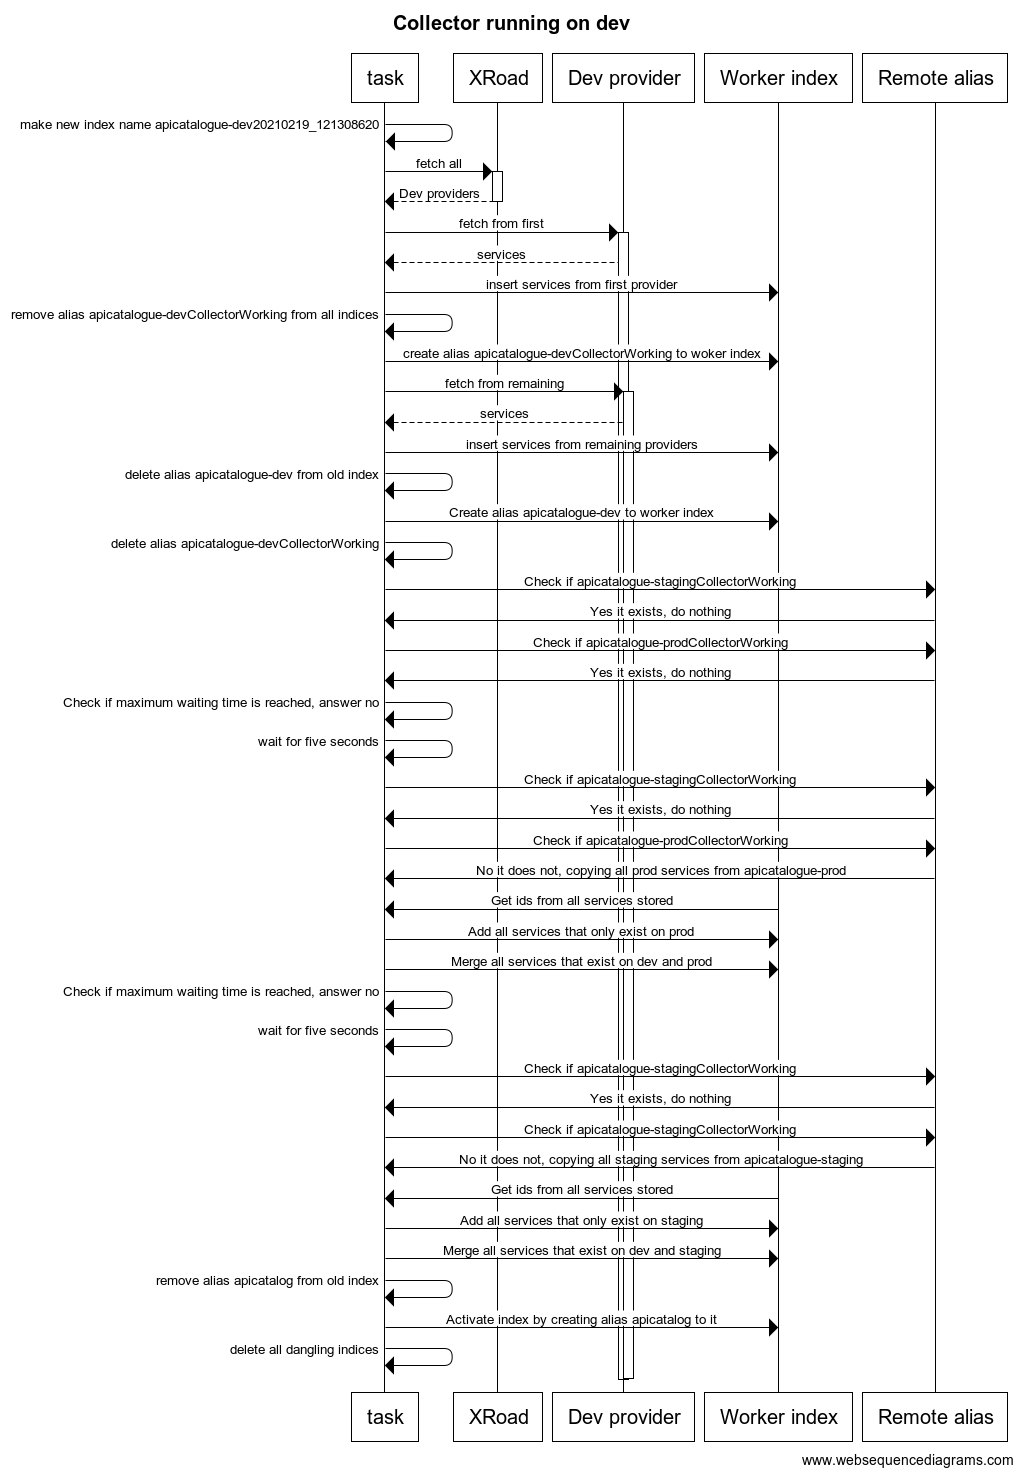 Collector running on dev
task
XRoad
Dev provider
Worker index
Remote alias
make new index name apicatalogue-dev20210219_121308620
fetch all
Dev providers
fetch from first
services
insert services from first provider
remove alias apicatalogue-devCollectorWorking from all indices
create alias apicatalogue-devCollectorWorking to woker index
fetch from remaining
services
insert services from remaining providers
delete alias apicatalogue-dev from old index
Create alias apicatalogue-dev to worker index
delete alias apicatalogue-devCollectorWorking
Check if apicatalogue-stagingCollectorWorking
Yes it exists, do nothing
Check if apicatalogue-prodCollectorWorking
Yes it exists, do nothing
Check if maximum waiting time is reached, answer no
wait for five seconds
Check if apicatalogue-stagingCollectorWorking
Yes it exists, do nothing
Check if apicatalogue-prodCollectorWorking
No it does not, copying all prod services from apicatalogue-prod
Get ids from all services stored
Add all services that only exist on prod
Merge all services that exist on dev and prod
Check if maximum waiting time is reached, answer no
wait for five seconds
Check if apicatalogue-stagingCollectorWorking
Yes it exists, do nothing
Check if apicatalogue-stagingCollectorWorking
No it does not, copying all staging services from apicatalogue-staging
Get ids from all services stored
Add all services that only exist on staging
Merge all services that exist on dev and staging
remove alias apicatalog from old index
Activate index by creating alias apicatalog to it
delete all dangling indices
task
XRoad
Dev provider
Worker index
Remote alias
www.websequencediagrams.com